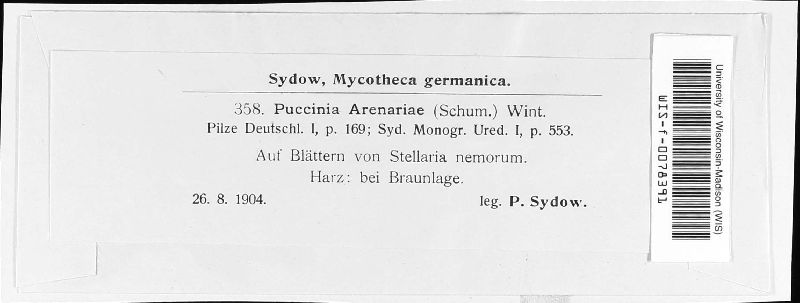 Sydow, Mycotheca germanica.
358. Puccinia Arenariae (Schum.) Wint.
Pilze Deutschl. I, p. 169; Syd. Monogr. Ured. I, p. 553.
Auf Blättern von Stellaria nemorum.
Harz: bei Braunlage.
26. 8. 1904. leg. P. Sydow.
University of Wisconsin-Madison (WIS)
WIS-f-0078391